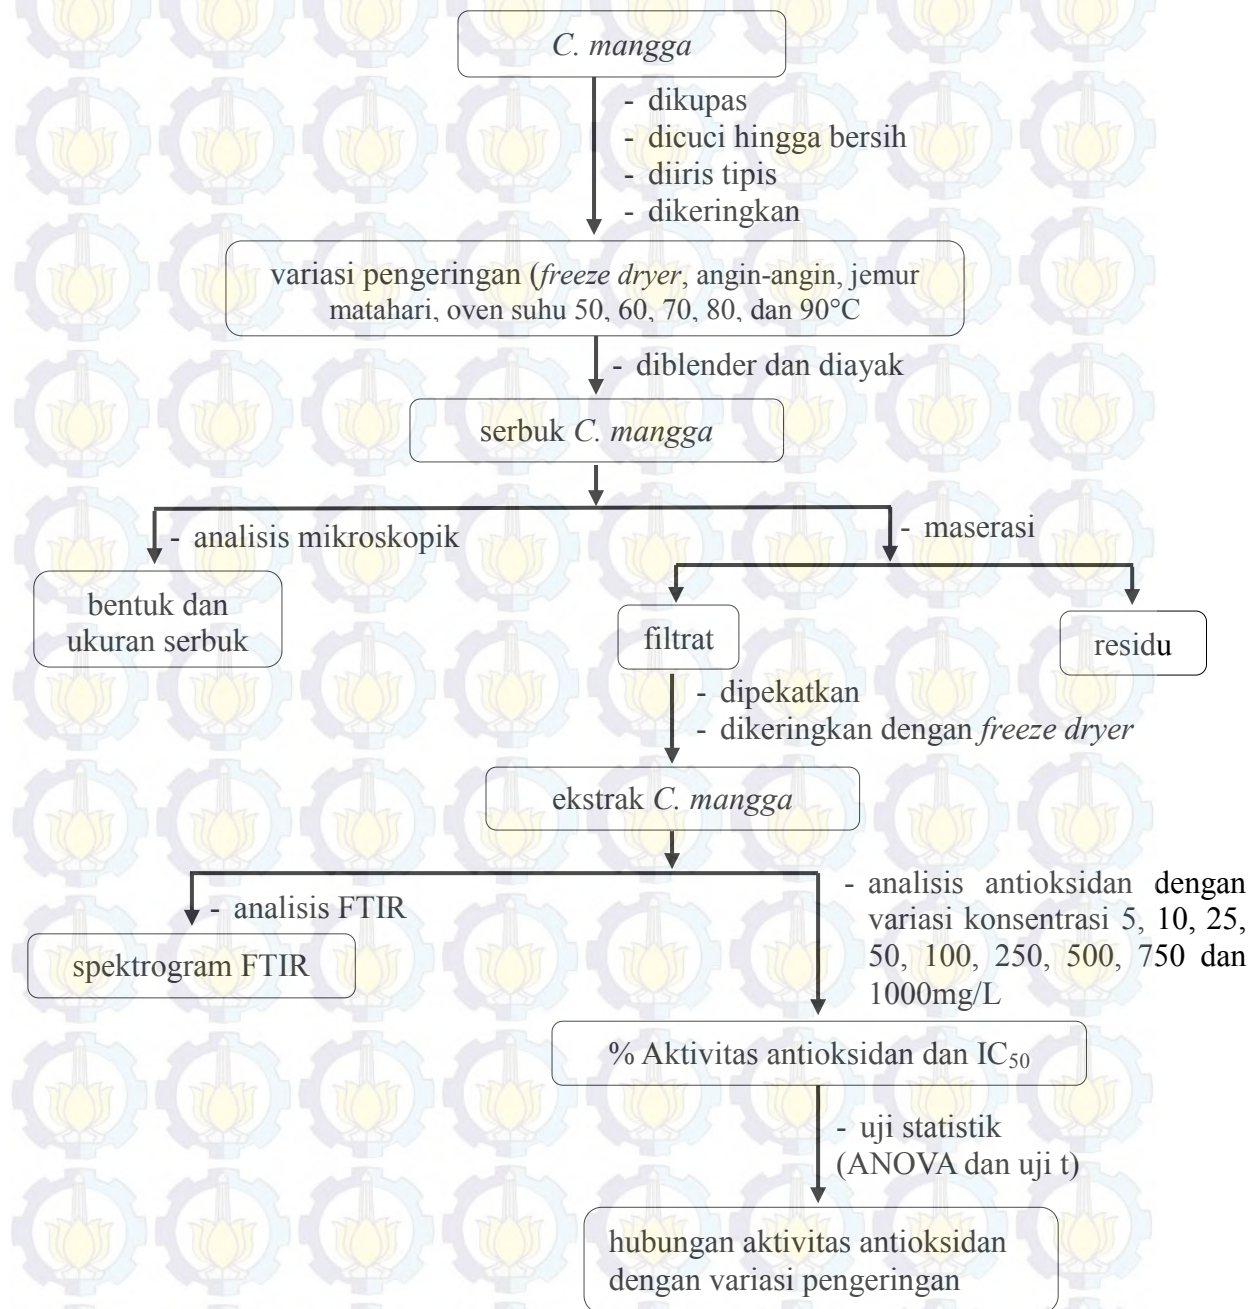 C. mangga
- dikupas
- dicuci hingga bersih
- diiris tipis
- dikeringkan
variasi pengeringan (freeze dryer, angin-angin, jemur
matahari, oven suhu 50, 60, 70, 80, dan 90°C
- diblender dan diayak
serbuk C. mangga
- analisis mikroskopik
- maserasi
bentuk dan
ukuran serbuk
filtrat
residu
- dipekatkan
- dikeringkan dengan freeze dryer
ekstrak C. mangga
- analisis FTIR
spektrogram FTIR
- analisis antioksidan dengan
variasi konsentrasi 5, 10, 25,
50, 100, 250, 500, 750 dan
1000mg/L
% Aktivitas antioksidan dan IC₅₀
- uji statistik
(ANOVA dan uji t)
hubungan aktivitas antioksidan
dengan variasi pengeringan